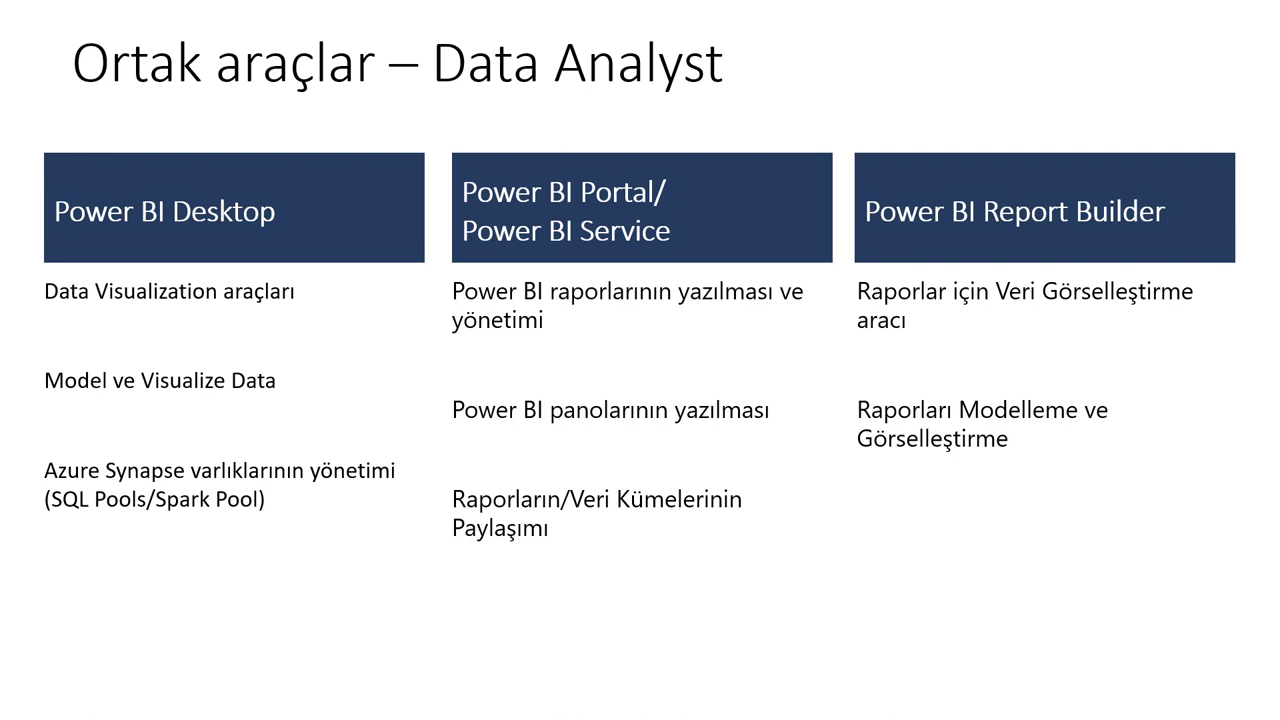 Ortak araçlar – Data Analyst
Power BI Desktop
Data Visualization araçları
Model ve Visualize Data
Azure Synapse varlıklarının yönetimi
(SQL Pools/Spark Pool)
Power BI Portal/
Power BI Service
Power BI raporlarının yazılması ve
yönetimi
Power BI panolarının yazılması
Raporların/Veri Kümelerinin
Paylaşımı
Power BI Report Builder
Raporlar için Veri Görselleştirme
aracı
Raporları Modelleme ve
Görselleştirme